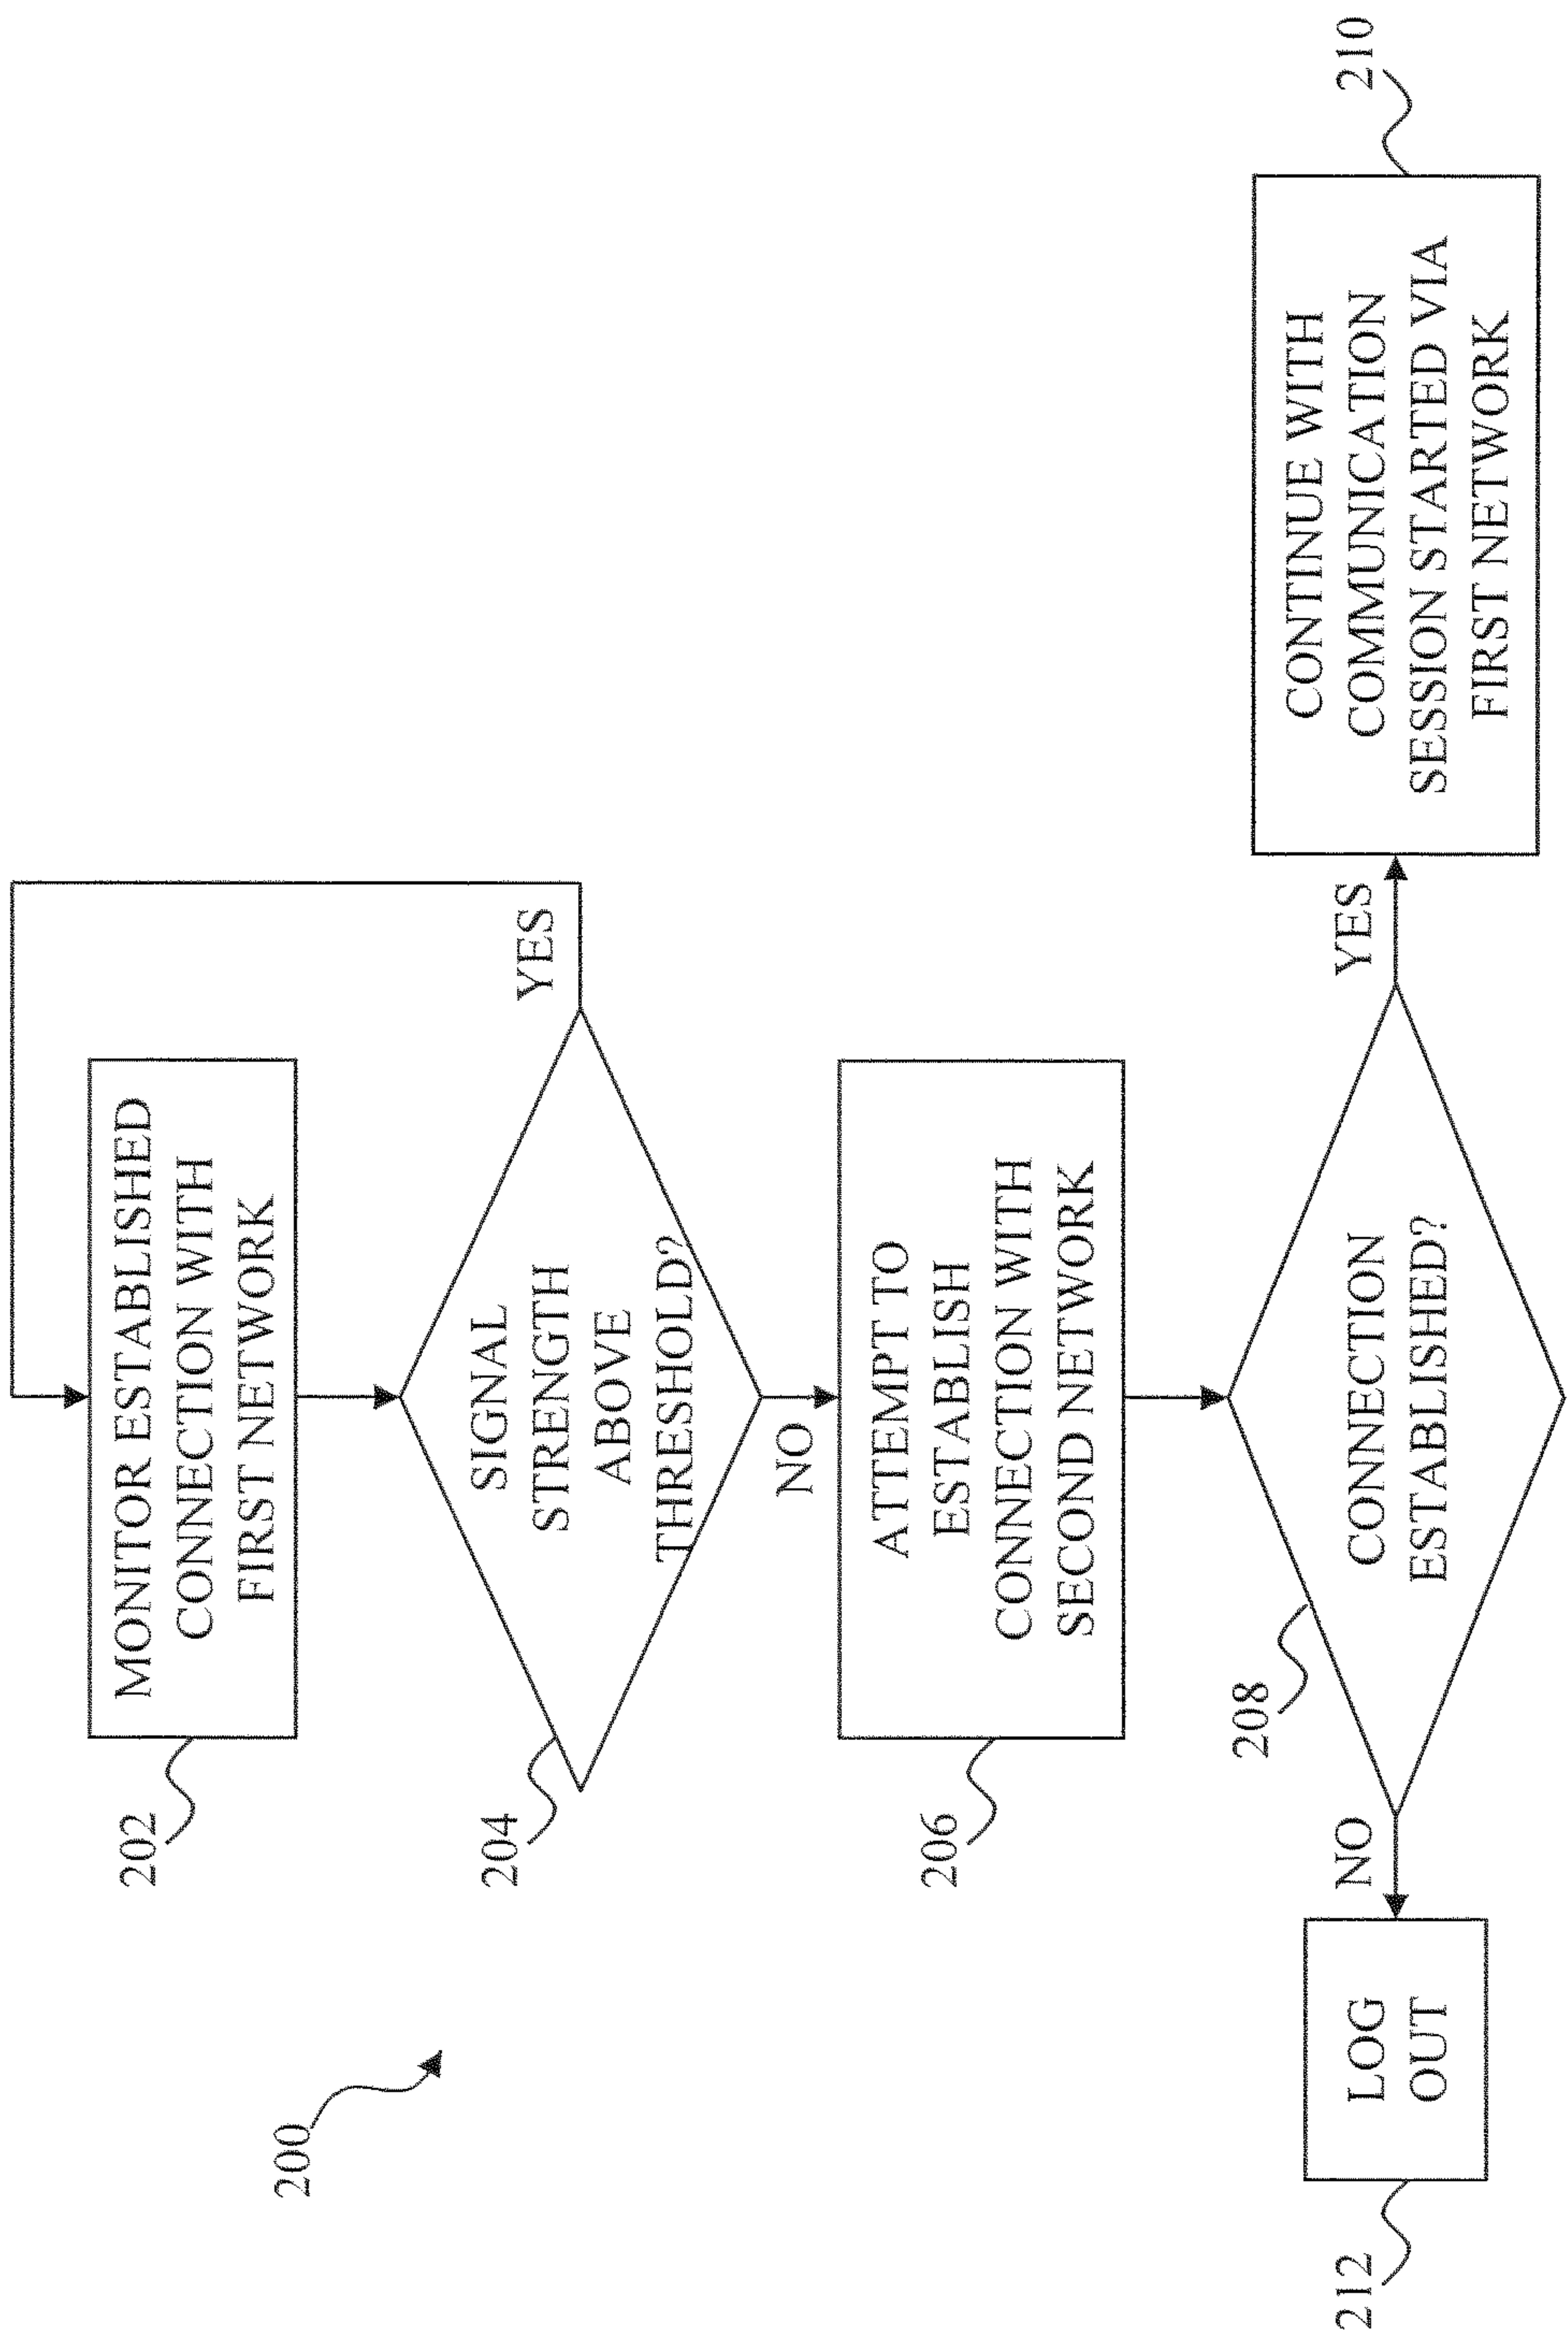 200
202
MONITOR ESTABLISHED
CONNECTION WITH
FIRST NETWORK
204
SIGNAL
STRENGTH
ABOVE
THRESHOLD?
YES
NO
206
ATTEMPT TO
ESTABLISH
CONNECTION WITH
SECOND NETWORK
208
CONNECTION
ESTABLISHED?
NO
YES
LOG
OUT
212
CONTINUE WITH
COMMUNICATION
SESSION STARTED VIA
FIRST NETWORK
210